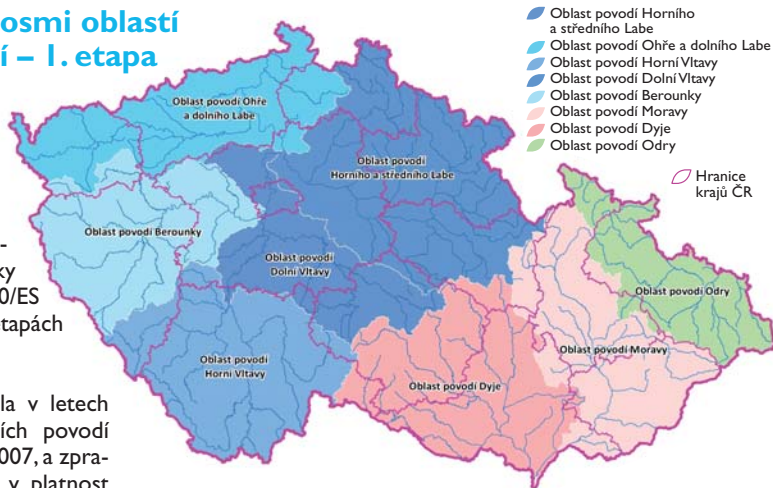 osmi oblastí
í – 1. etapa
-
ky
0/ES
etapách
la v letech
ích povodí
007, a zpra-
v platnost
Oblast povodí Horního
a středního Labe
Oblast povodí Ohře a dolního Labe
Oblast povodí Horní Vltavy
Oblast povodí Dolní Vltavy
Oblast povodí Berounky
Oblast povodí Moravy
Oblast povodí Dyje
Oblast povodí Odry
Hranice
krajů ČR
Oblast povodí Ohře
a dolního Labe
Oblast povodí
Horního a středního Labe
Oblast povodí Berounky
Oblast povodí
Dolní Vltavy
Oblast povodí Odry
Oblast povodí
Horní Vltavy
Oblast povodí Moravy
Oblast povodí Dyje